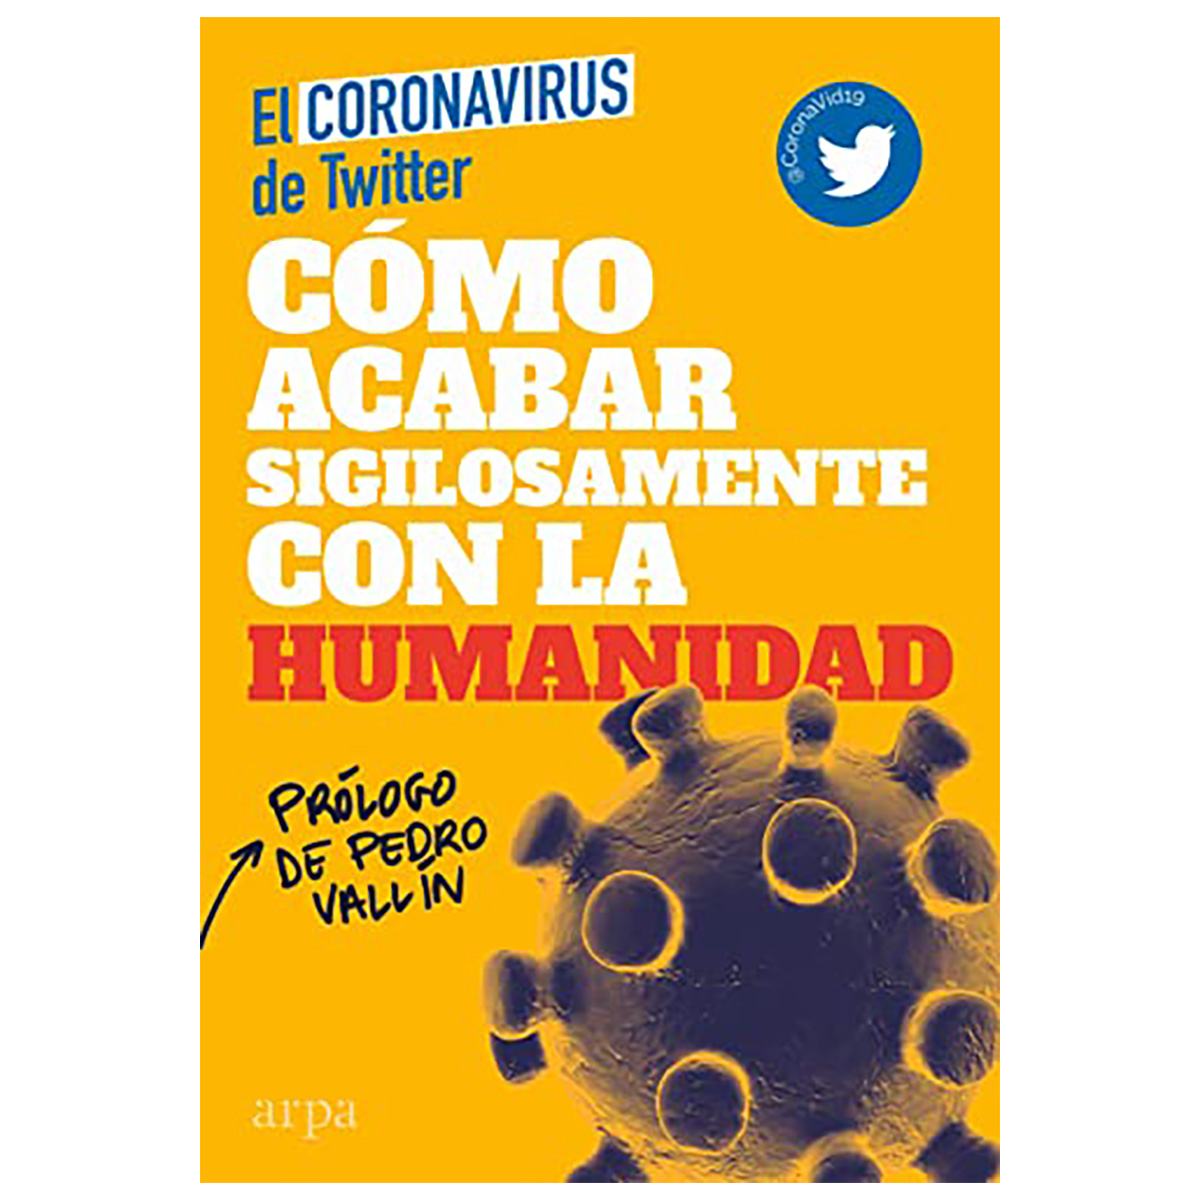 El CORONAVIRUS
de Twitter
@CoronaVid19
CÓMO
ACABAR
SIGILOSAMENTE
CON LA
HUMANIDAD
PRÓLOGO
DE PEDRO
VALLÍN
arpa